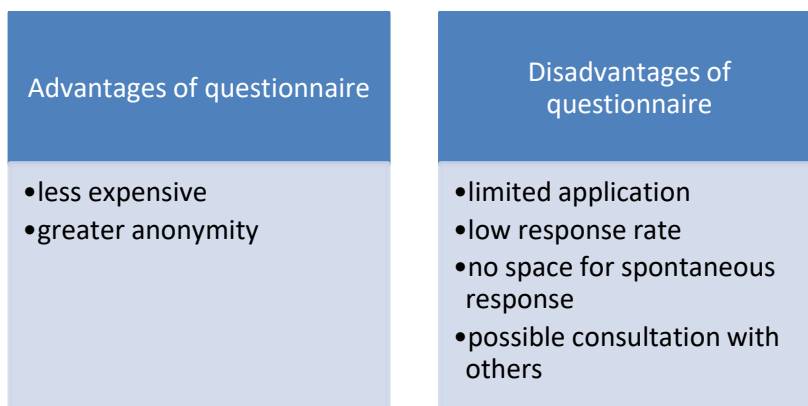 Advantages of questionnaire
•less expensive
•greater anonymity
Disadvantages of
questionnaire
•limited application
•low response rate
•no space for spontaneous
response
•possible consultation with
others